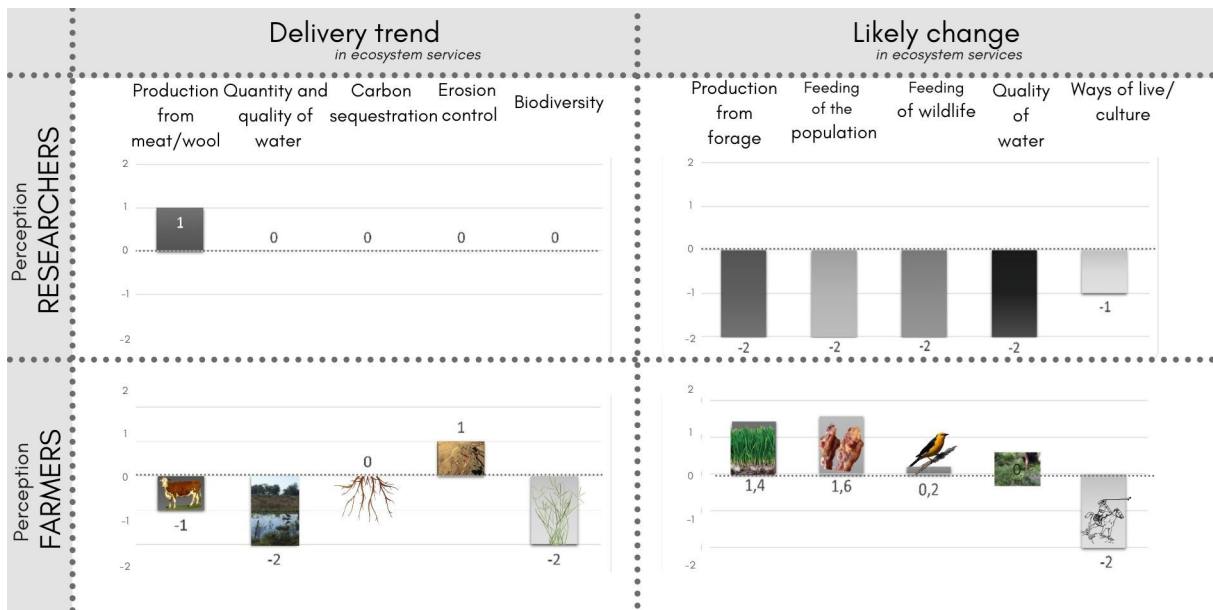 Delivery trend
in ecosystem services
Likely change
in ecosystem services
Perception
RESEARCHERS
Production
from
meat/wool
Quantity and
quality of
water
Carbon
sequestration
Erosion
control
Biodiversity
2
1
0
-1
-2
1
0
0
0
0
Production
from
forage
Feeding
of the
population
Feeding
of wildlife
Quality
of
water
Ways of live/
culture
2
1
0
-1
-2
-2
-2
-2
-2
-1
Perception
FARMERS
2
1
0
-1
-2
-1
-2
0
1
-2
2
1
0
-1
-2
1,4
1,6
0,2
0
-2